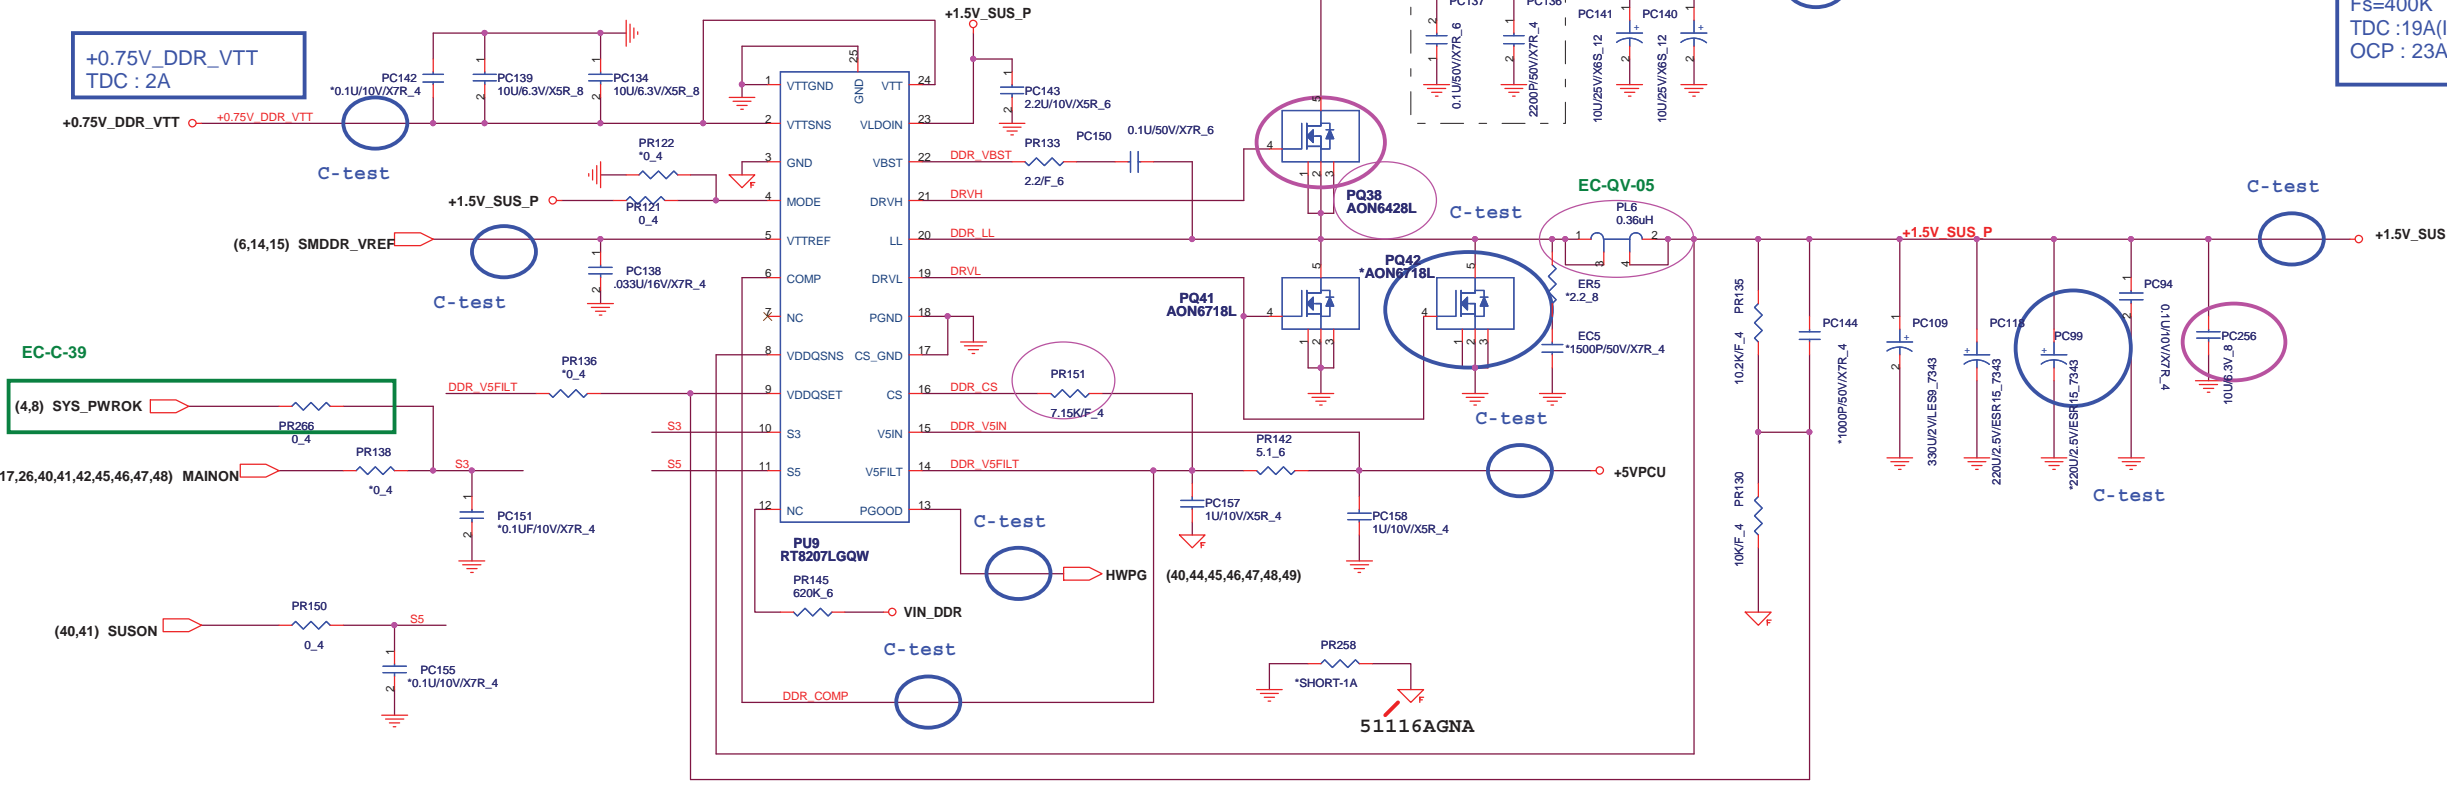 +0.75V_DDR_VTT
TDC : 2A
+0.75V_DDR_VTT
+0.75V_DDR_VTT
PC142
*0.1U/10V/X7R_4
PC139
10U/6.3V/X5R_8
PC134
10U/6.3V/X5R_8
C-test
PR122
*0_4
+1.5V_SUS_P
PR121
0_4
(6,14,15) SMDDR_VREF
C-test
PC138
.033U/16V/X7R_4
EC-C-39
(4,8) SYS_PWROK
PR266
0_4
DDR_V5FILT
PR136
*0_4
17,26,40,41,42,45,46,47,48) MAINON
PR138
*0_4
S3
S3
S5
PC151
*0.1UF/10V/X7R_4
(40,41) SUSON
PR150
0_4
S5
PC155
*0.1U/10V/X7R_4
1 VTTGND
2 VTTSNS
3 GND
4 MODE
5 VTTREF
6 COMP
7 NC
8 VDDQSNS
9 VDDQSET
10 S3
11 S5
12 NC
25 GND
VTT 24
VLDOIN 23
VBST 22
DRVH 21
LL 20
DRVL 19
PGND 18
CS_GND 17
CS 16
V5IN 15
V5FILT 14
PGOOD 13
PU9
RT8207LGQW
PR145
620K_6
VIN_DDR
C-test
DDR_COMP
+1.5V_SUS_P
PC143
2.2U/10V/X5R_6
DDR_VBST
PR133
2.2/F_6
PC150
0.1U/50V/X7R_6
DRVH
DDR_LL
DRVL
DDR_CS
PR151
7.15K/F_4
DDR_V5IN
DDR_V5FILT
PR142
5.1_6
PC157
1U/10V/X5R_4
PC158
1U/10V/X5R_4
+5VPCU
C-test
HWPG (40,44,45,46,47,48,49)
PR258
*SHORT-1A
51116AGNA
PC137
0.1U/50V/X7R_6
PC136
2200P/50V/X7R_4
PC141
10U/25V/X6S_12
PC140
10U/25V/X6S_12
Fs=400K
TDC :19A(I
OCP : 23A
PQ38
AON6428L
C-test
PQ41
AON6718L
PQ42
*AON6718L
C-test
EC-QV-05
PL6
0.36uH
ER5
*2.2_8
EC5
*1500P/50V/X7R_4
+1.5V_SUS_P
C-test
+1.5V_SUS
PR135
10.2K/F_4
PR130
10K/F_4
PC144
*1000P/50V/X7R_4
PC109
330U/2V/LES9_7343
PC118
220U/2.5V/ESR15_7343
PC99
*220U/2.5V/ESR15_7343
C-test
PC94
0.1U/10V/X7R_4
PC256
10U/6.3V_8